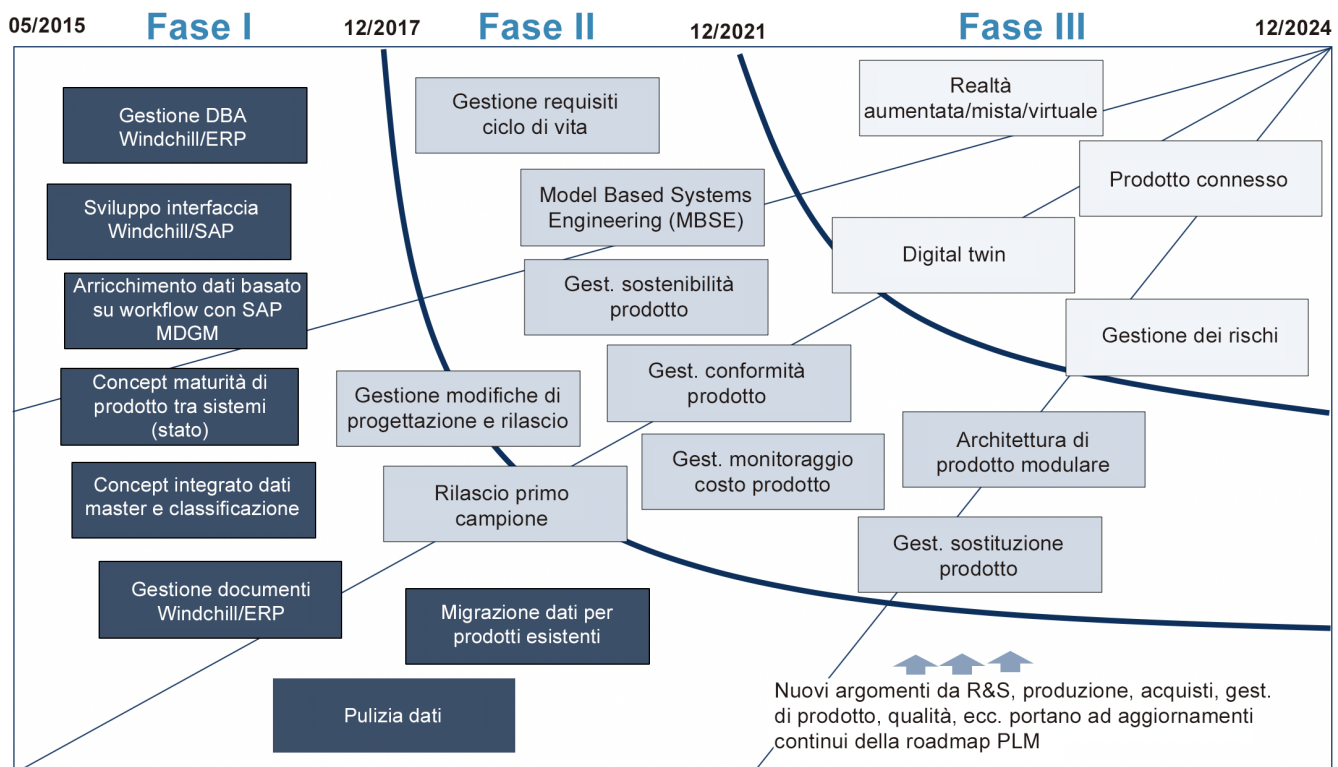 05/2015
Fase I
12/2017
Fase II
12/2021
Fase III
12/2024
Gestione DBA
Windchill/ERP
Sviluppo interfaccia
Windchill/SAP
Arricchimento dati basato
su workflow con SAP
MDGM
Concept maturità di
prodotto tra sistemi
(stato)
Concept integrato dati
master e classificazione
Gestione documenti
Windchill/ERP
Migrazione dati per
prodotti esistenti
Pulizia dati
Gestione requisiti
ciclo di vita
Model Based Systems
Engineering (MBSE)
Gest. sostenibilità
prodotto
Gest. conformità
prodotto
Gestione modifiche di
progettazione e rilascio
Gest. monitoraggio
costo prodotto
Rilascio primo
campione
Architettura di
prodotto modulare
Gest. sostituzione
prodotto
Realtà
aumentata/mista/virtuale
Prodotto connesso
Digital twin
Gestione dei rischi
Nuovi argomenti da R&S, produzione, acquisti, gest.
di prodotto, qualità, ecc. portano ad aggiornamenti
continui della roadmap PLM